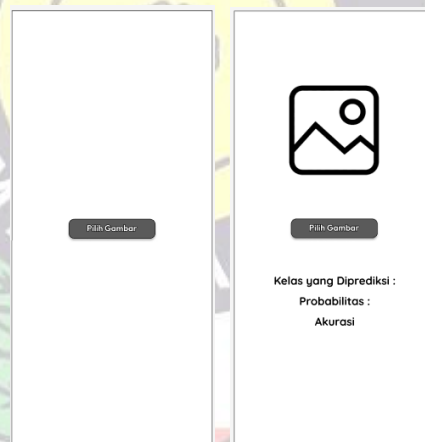 Pilih Gambar
Pilih Gambar
Kelas yang Diprediksi :
Probabilitas :
Akurasi